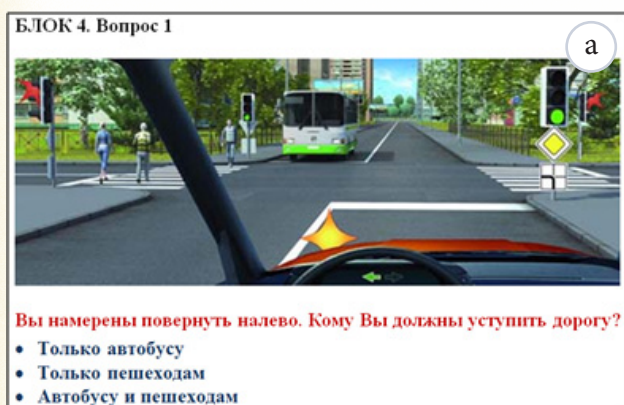 БЛОК 4. Вопрос 1
а
Вы намерены повернуть налево. Кому Вы должны уступить дорогу?
• Только автобусу
• Только пешеходам
• Автобусу и пешеходам